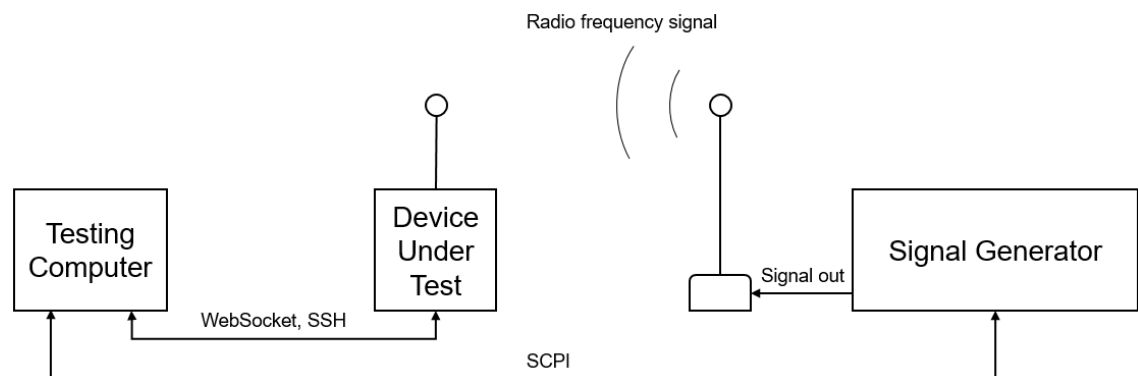 Radio frequency signal
Testing
Computer
Device
Under
Test
Signal Generator
Signal out
WebSocket, SSH
SCPI